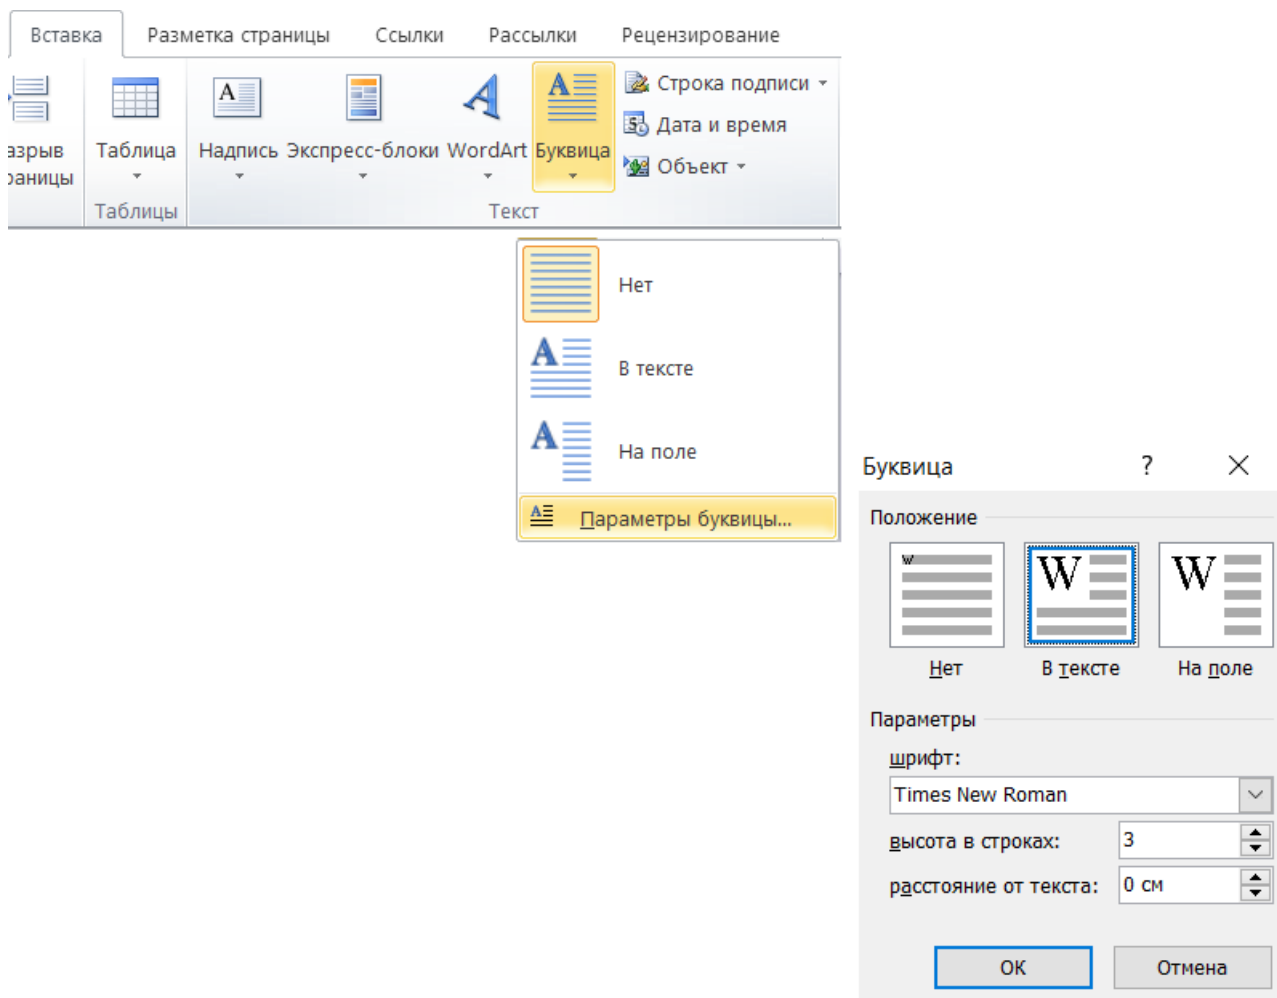 Вставка Разметка страницы Ссылки Рассылки Рецензирование
Строка подписи
Дата и время
Объект
азрыв Таблица Надпись Экспресс-блоки WordArt Буквица
раницы
Таблицы Текст
Нет
В тексте
На поле
Параметры буквицы...
Буквица ?
Положение
W W W
Нет В тексте На поле
Параметры
шрифт:
Times New Roman
высота в строках: 3
расстояние от текста: 0 см
ОК Отмена